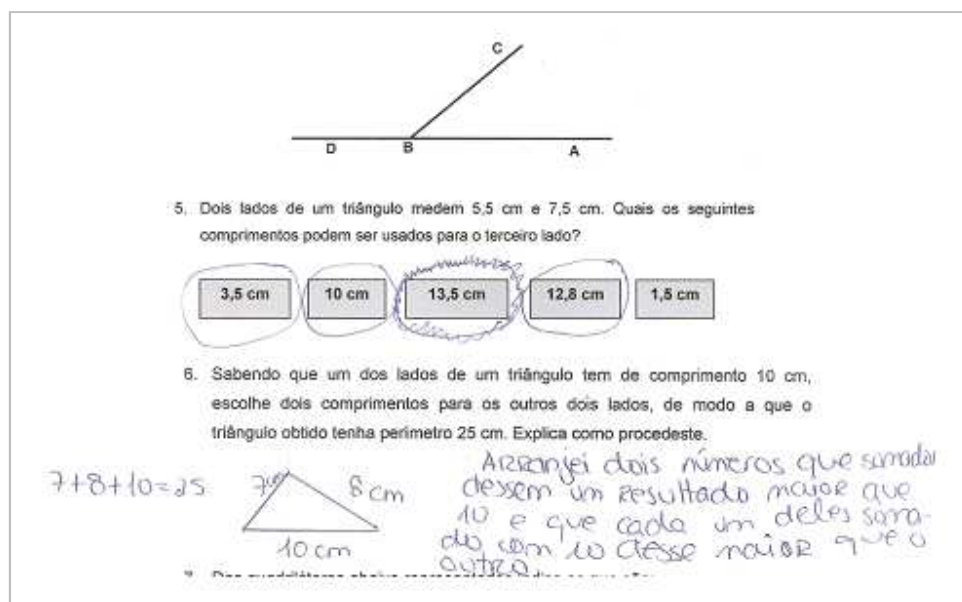 C
D B A
5. Dois lados de um triângulo medem 5,5 cm e 7,5 cm. Quais os seguintes
comprimentos podem ser usados para o terceiro lado?
3,5 cm 10 cm 13,5 cm 12,8 cm 1,5 cm
6. Sabendo que um dos lados de um triângulo tem de comprimento 10 cm,
escolhe dois comprimentos para os outros dois lados, de modo a que o
triângulo obtido tenha perímetro 25 cm. Explica como procedeste.
7+8+10=25 7cm 8 cm 10 cm
Arranjei dois números que somados
dessem um resultado maior que
10 e que cada um deles soma-
do com 10 desse maior que o
outro